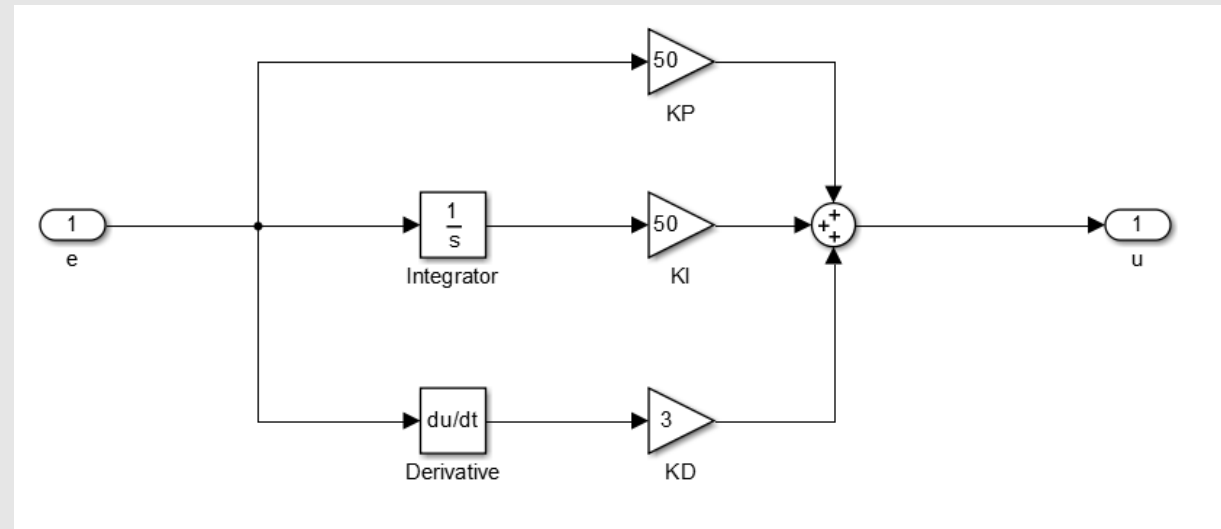 50
KP
1
e
1
s
Integrator
50
KI
+
+
+
1
u
du/dt
Derivative
3
KD